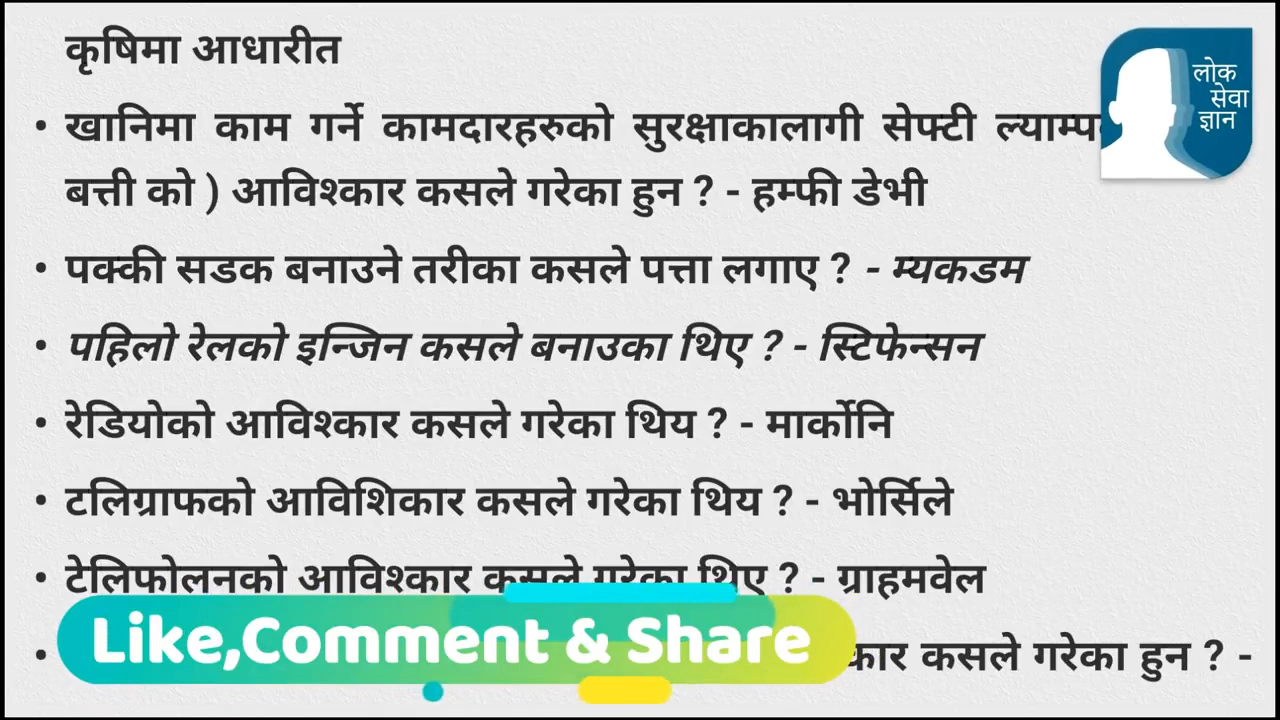 कृषिमा आधारीत
लोक
सेवा
ज्ञान
• खानिमा काम गर्ने कामदारहरुको सुरक्षाकालागी सेफ्टी
बत्ती को ) आविश्कार कसले गरेका हुन ? - हम्फी डेभी
• पक्की सडक बनाउने तरीका कसले पत्ता लगाए ? - म्यकडम
• पहिलो रेलको इन्जिन कसले बनाउका थिए ? - स्टिफेन्सन
• रेडियोको आविश्कार कसले गरेका थिय ? - मार्कोनि
• टलिग्राफको आविशिकार कसले गरेका थिय ? - भोर्सिले
• टेलिफोलनको आविश्कार कसले गरेका थिए ? - ग्राहमवेल
Like,Comment & Share
• कसले गरेका हुन ? -